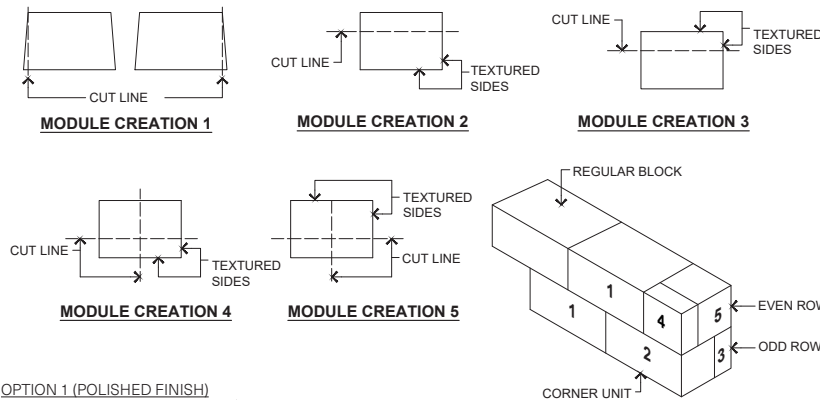 CUT LINE
MODULE CREATION 1
CUT LINE
TEXTURED
SIDES
MODULE CREATION 2
CUT LINE
TEXTURED
SIDES
MODULE CREATION 3
CUT LINE
TEXTURED
SIDES
MODULE CREATION 4
TEXTURED
SIDES
CUT LINE
MODULE CREATION 5
REGULAR BLOCK
1
4
5
EVEN ROW
1
2
3
ODD ROW
CORNER UNIT
OPTION 1 (POLISHED FINISH)